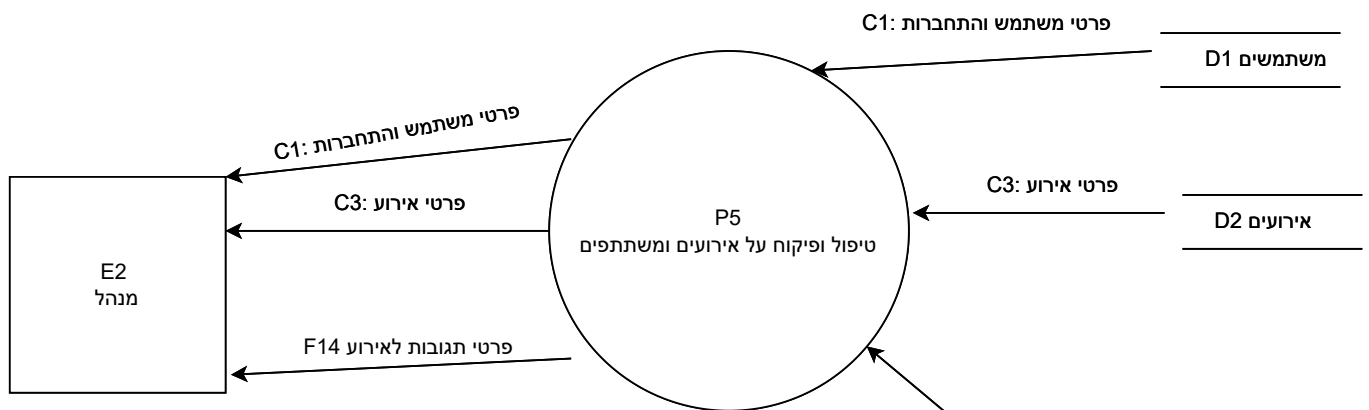 C1: פרטי משתמש והתחברות
משתמשים D1
C1: פרטי משתמש והתחברות
C3: פרטי אירוע
C3: פרטי אירוע
אירועים D2
P5
טיפול ופיקוח על אירועים ומשתתפים
E2
מנהל
פרטי תגובות לאירוע F14